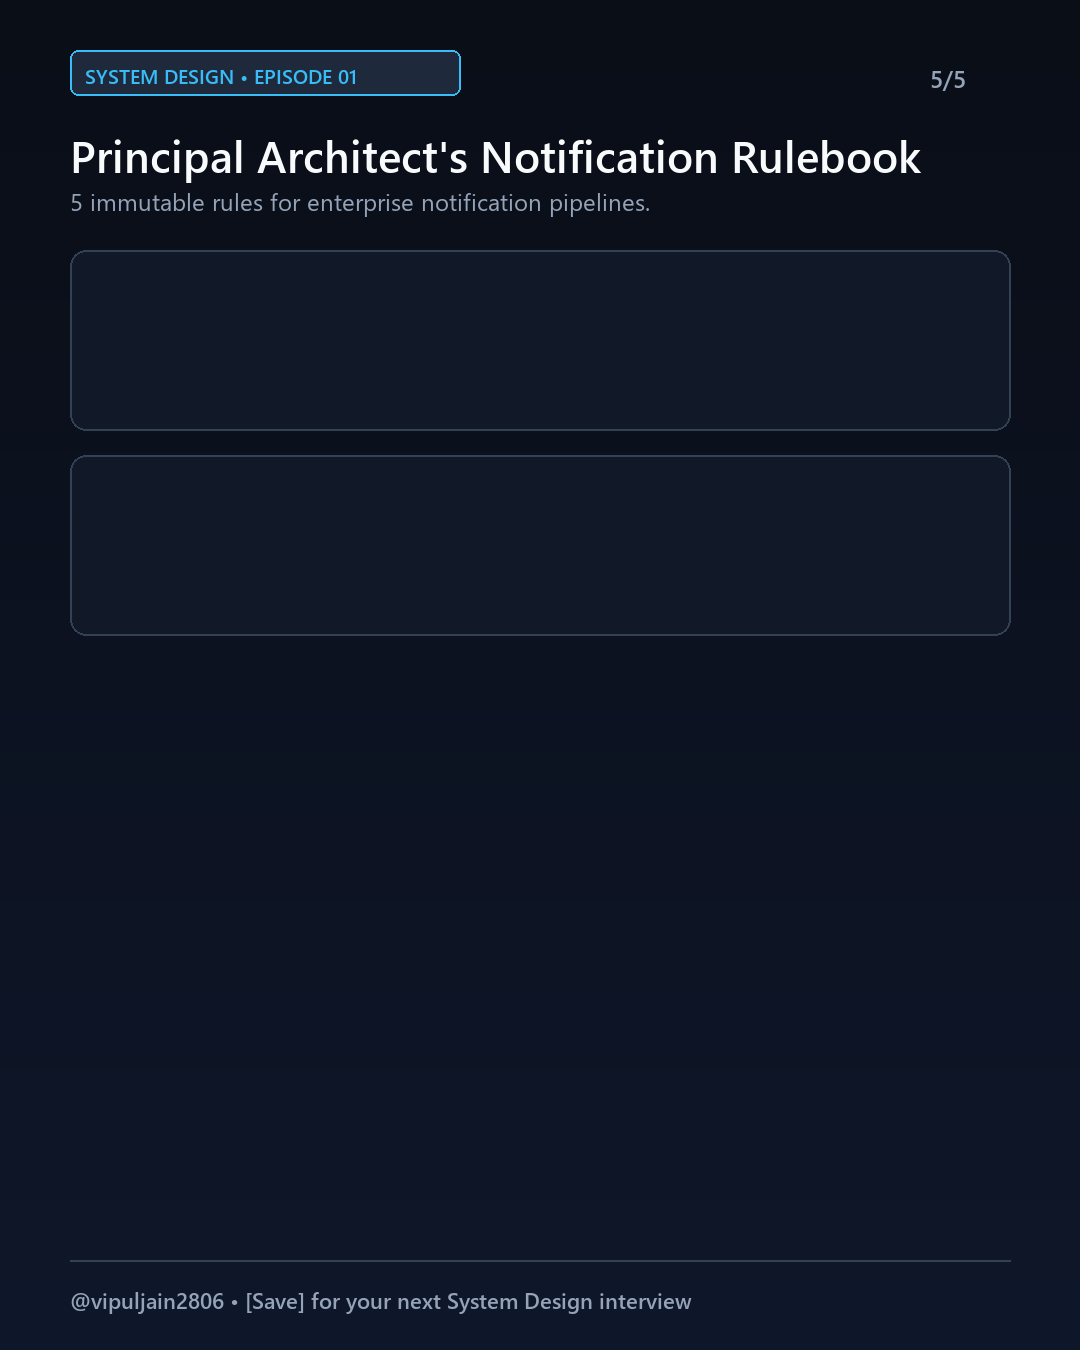 SYSTEM DESIGN • EPISODE 01
5/5
Principal Architect's Notification Rulebook
5 immutable rules for enterprise notification pipelines.
@vipuljain2806 • [Save] for your next System Design interview